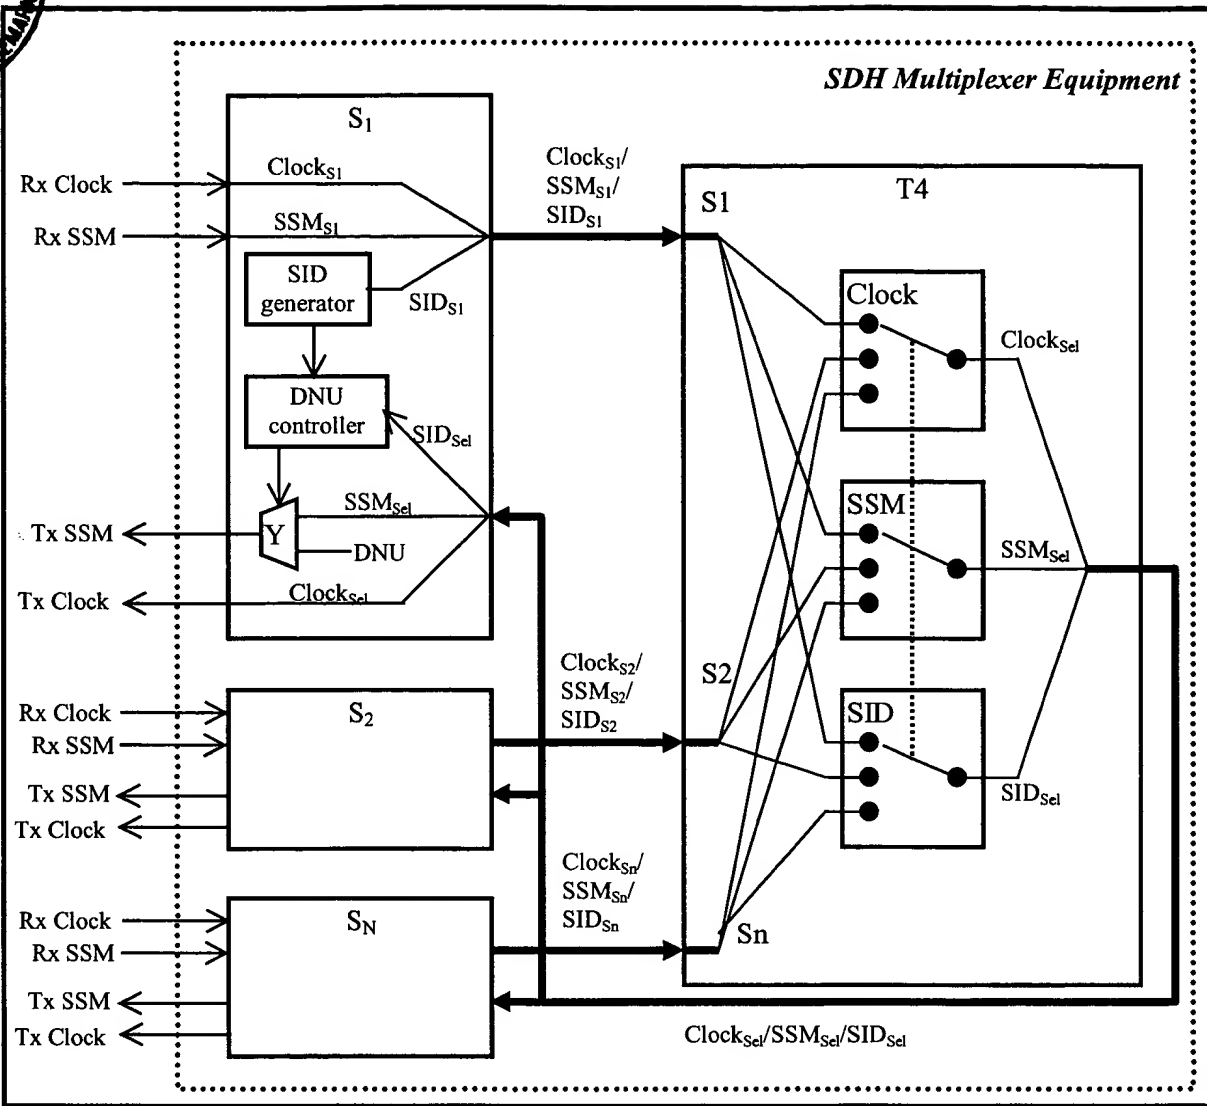 SDH Multiplexer Equipment
S1
Rx Clock
ClockS1
Rx SSM
SSMS1
SID
generator
SIDS1
DNU
controller
SIDSel
SSMSel
Y
DNU
Tx SSM
Tx Clock
ClockSel
ClockS1/
SSMS1/
SIDS1
T4
S1
Clock
ClockSel
SSM
SSMSel
S2
SID
SIDSel
Sn
ClockS2/
SSMS2/
SIDS2
Rx Clock
Rx SSM
Tx SSM
Tx Clock
S2
ClockSn/
SSMSn/
SIDSn
Rx Clock
Rx SSM
Tx SSM
Tx Clock
SN
ClockSel/SSMSel/SIDSel